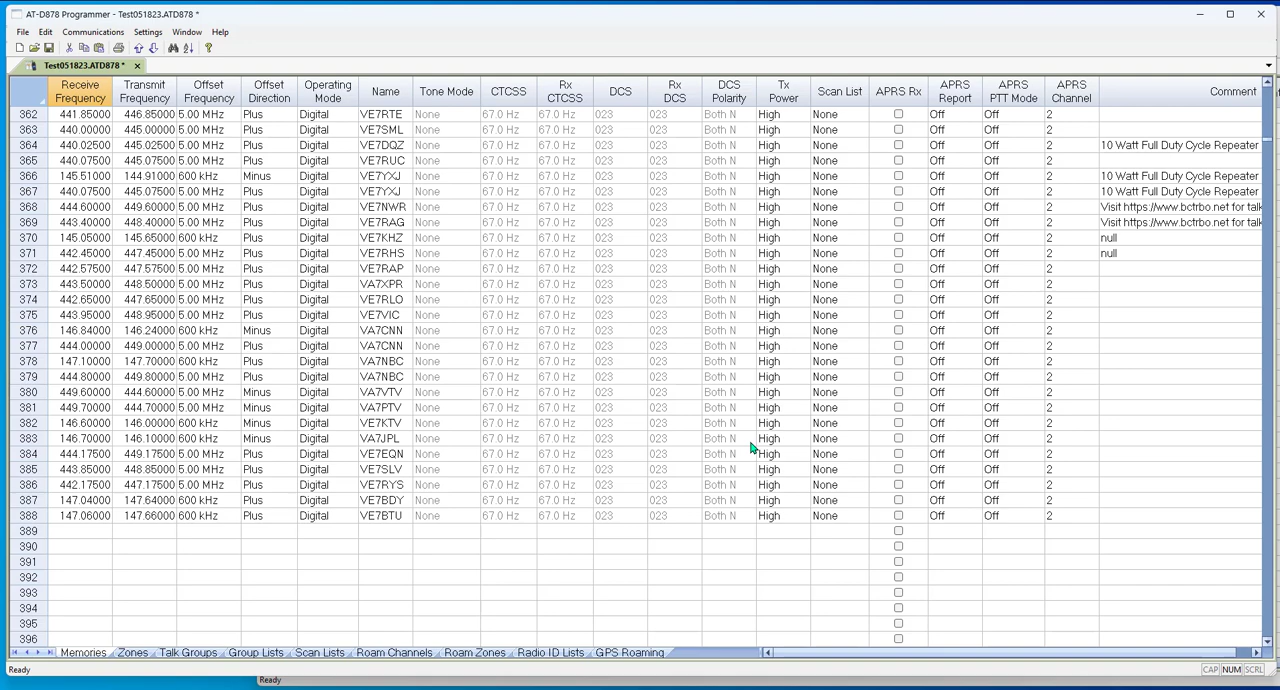 AT-D878 Programmer - Test051823.ATD878 *
File Edit Communications Settings Window Help
Test051823.ATD878 * ×
Receive Frequency Transmit Frequency Offset Frequency Offset Direction Operating Mode Name Tone Mode CTCSS Rx CTCSS DCS Rx DCS DCS Polarity Tx Power Scan List APRS Rx APRS Report APRS PTT Mode APRS Channel Comment
362 441.85000 446.85000 5.00 MHz Plus Digital VE7RTE None 67.0 Hz 67.0 Hz 023 023 Both N High None Off Off 2
363 440.00000 445.00000 5.00 MHz Plus Digital VE7SML None 67.0 Hz 67.0 Hz 023 023 Both N High None Off Off 2
364 440.02500 445.02500 5.00 MHz Plus Digital VE7DQZ None 67.0 Hz 67.0 Hz 023 023 Both N High None Off Off 2 10 Watt Full Duty Cycle Repeater
365 440.07500 445.07500 5.00 MHz Plus Digital VE7RUC None 67.0 Hz 67.0 Hz 023 023 Both N High None Off Off 2
366 145.51000 144.91000 600 kHz Minus Digital VE7YXJ None 67.0 Hz 67.0 Hz 023 023 Both N High None Off Off 2 10 Watt Full Duty Cycle Repeater
367 440.07500 445.07500 5.00 MHz Plus Digital VE7YXJ None 67.0 Hz 67.0 Hz 023 023 Both N High None Off Off 2 10 Watt Full Duty Cycle Repeater
368 444.60000 449.60000 5.00 MHz Plus Digital VE7NWR None 67.0 Hz 67.0 Hz 023 023 Both N High None Off Off 2 Visit https://www.bctrbo.net for talk
369 443.40000 448.40000 5.00 MHz Plus Digital VE7RAG None 67.0 Hz 67.0 Hz 023 023 Both N High None Off Off 2 Visit https://www.bctrbo.net for talk
370 145.05000 145.65000 600 kHz Plus Digital VE7KHZ None 67.0 Hz 67.0 Hz 023 023 Both N High None Off Off 2 null
371 442.45000 447.45000 5.00 MHz Plus Digital VE7RHS None 67.0 Hz 67.0 Hz 023 023 Both N High None Off Off 2 null
372 442.57500 447.57500 5.00 MHz Plus Digital VE7RAP None 67.0 Hz 67.0 Hz 023 023 Both N High None Off Off 2
373 443.50000 448.50000 5.00 MHz Plus Digital VA7XPR None 67.0 Hz 67.0 Hz 023 023 Both N High None Off Off 2
374 442.65000 447.65000 5.00 MHz Plus Digital VE7RLO None 67.0 Hz 67.0 Hz 023 023 Both N High None Off Off 2
375 443.95000 448.95000 5.00 MHz Plus Digital VE7VIC None 67.0 Hz 67.0 Hz 023 023 Both N High None Off Off 2
376 146.84000 146.24000 600 kHz Minus Digital VA7CNN None 67.0 Hz 67.0 Hz 023 023 Both N High None Off Off 2
377 444.00000 449.00000 5.00 MHz Plus Digital VA7CNN None 67.0 Hz 67.0 Hz 023 023 Both N High None Off Off 2
378 147.10000 147.70000 600 kHz Plus Digital VA7NBC None 67.0 Hz 67.0 Hz 023 023 Both N High None Off Off 2
379 444.80000 449.80000 5.00 MHz Plus Digital VA7NBC None 67.0 Hz 67.0 Hz 023 023 Both N High None Off Off 2
380 449.60000 444.60000 5.00 MHz Minus Digital VA7VTV None 67.0 Hz 67.0 Hz 023 023 Both N High None Off Off 2
381 449.70000 444.70000 5.00 MHz Minus Digital VA7PTV None 67.0 Hz 67.0 Hz 023 023 Both N High None Off Off 2
382 146.60000 146.00000 600 kHz Minus Digital VE7KTV None 67.0 Hz 67.0 Hz 023 023 Both N High None Off Off 2
383 146.70000 146.10000 600 kHz Minus Digital VA7JPL None 67.0 Hz 67.0 Hz 023 023 Both N High None Off Off 2
384 444.17500 449.17500 5.00 MHz Plus Digital VE7EQN None 67.0 Hz 67.0 Hz 023 023 Both N High None Off Off 2
385 443.85000 448.85000 5.00 MHz Plus Digital VE7SLV None 67.0 Hz 67.0 Hz 023 023 Both N High None Off Off 2
386 442.17500 447.17500 5.00 MHz Plus Digital VE7RYS None 67.0 Hz 67.0 Hz 023 023 Both N High None Off Off 2
387 147.04000 147.64000 600 kHz Plus Digital VE7BDY None 67.0 Hz 67.0 Hz 023 023 Both N High None Off Off 2
388 147.06000 147.66000 600 kHz Plus Digital VE7BTU None 67.0 Hz 67.0 Hz 023 023 Both N High None Off Off 2
389
390
391
392
393
394
395
396
Memories Zones Talk Groups Group Lists Scan Lists Roam Channels Roam Zones Radio ID Lists GPS Roaming
Ready CAP NUM SCRL
Ready